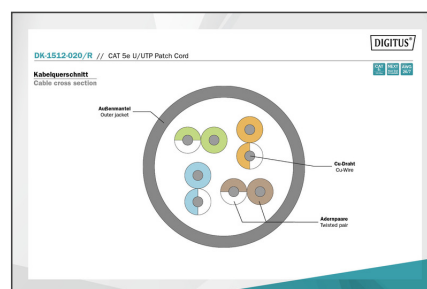 DIGITUS®
DK-1512-020/R // CAT 5e U/UTP Patch Cord
Kabelquerschnitt
Cable cross section
Außenmantel
Outer jacket
Cu-Draht
Cu-Wire
Adernpaare
Twisted pair